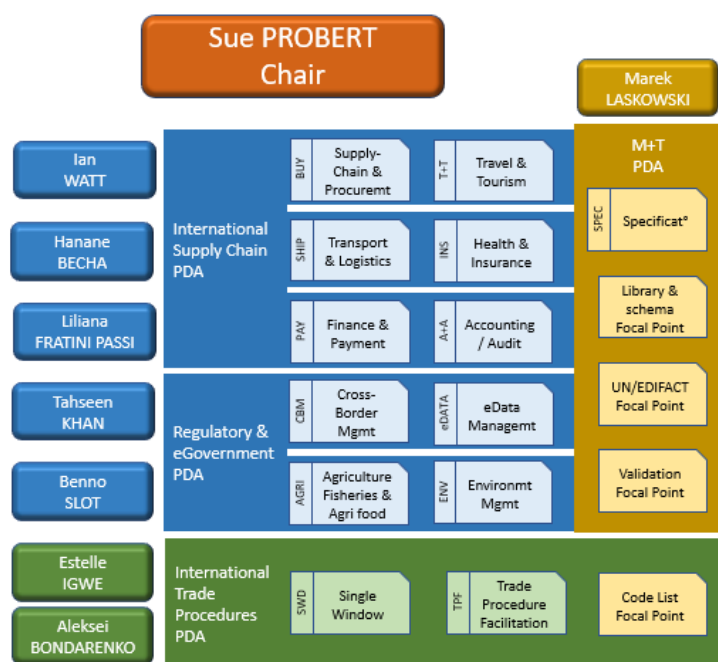 Sue PROBERT
Chair
Marek
LASKOWSKI
Ian
WATT
Hanane
BECHA
Liliana
FRATINI PASSI
Tahseen
KHAN
Benno
SLOT
Estelle
IGWE
Aleksei
BONDARENKO
International
Supply Chain
PDA
BUY
Supply-
Chain &
Procuremt
T+T
Travel &
Tourism
SHIP
Transport
& Logistics
INS
Health &
Insurance
PAY
Finance &
Payment
A+A
Accounting
/ Audit
Regulatory &
eGovernment
PDA
CBM
Cross-
Border
Mgmt
eDATA
eData
Managemt
AGRI
Agriculture
Fisheries &
Agri food
ENV
Environmt
Mgmt
International
Trade
Procedures
PDA
SWD
Single
Window
TPF
Trade
Procedure
Facilitation
M+T
PDA
SPEC
Specificat°
Library &
schema
Focal Point
UN/EDIFACT
Focal Point
Validation
Focal Point
Code List
Focal Point